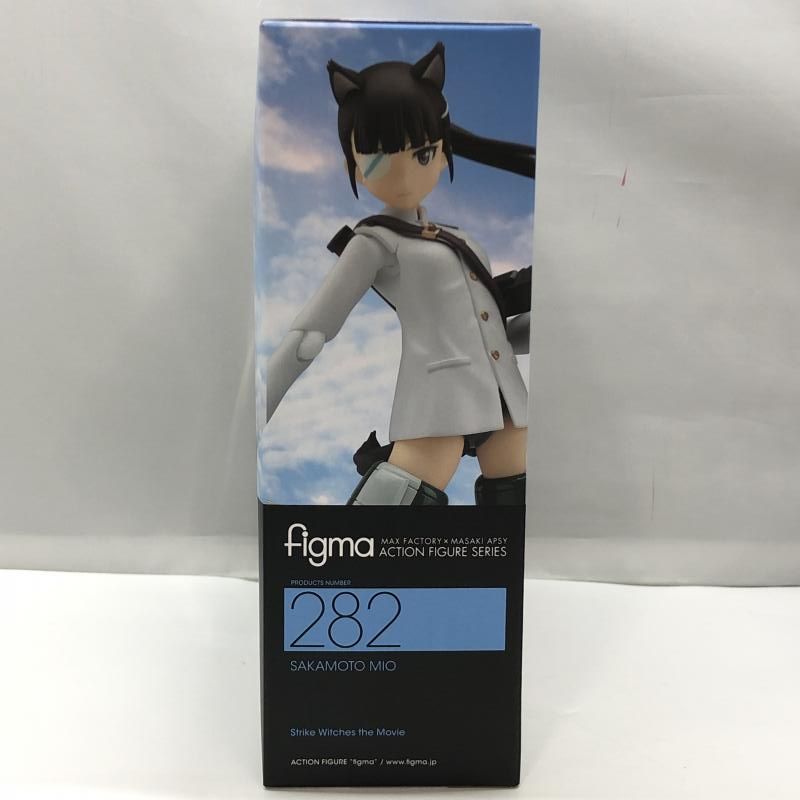 figma MAX FACTORY × MASAKI APSY
ACTION FIGURE SERIES
PRODUCTS NUMBER
282
SAKAMOTO MIO
Strike Witches the Movie
ACTION FIGURE "figma" / www.figma.jp